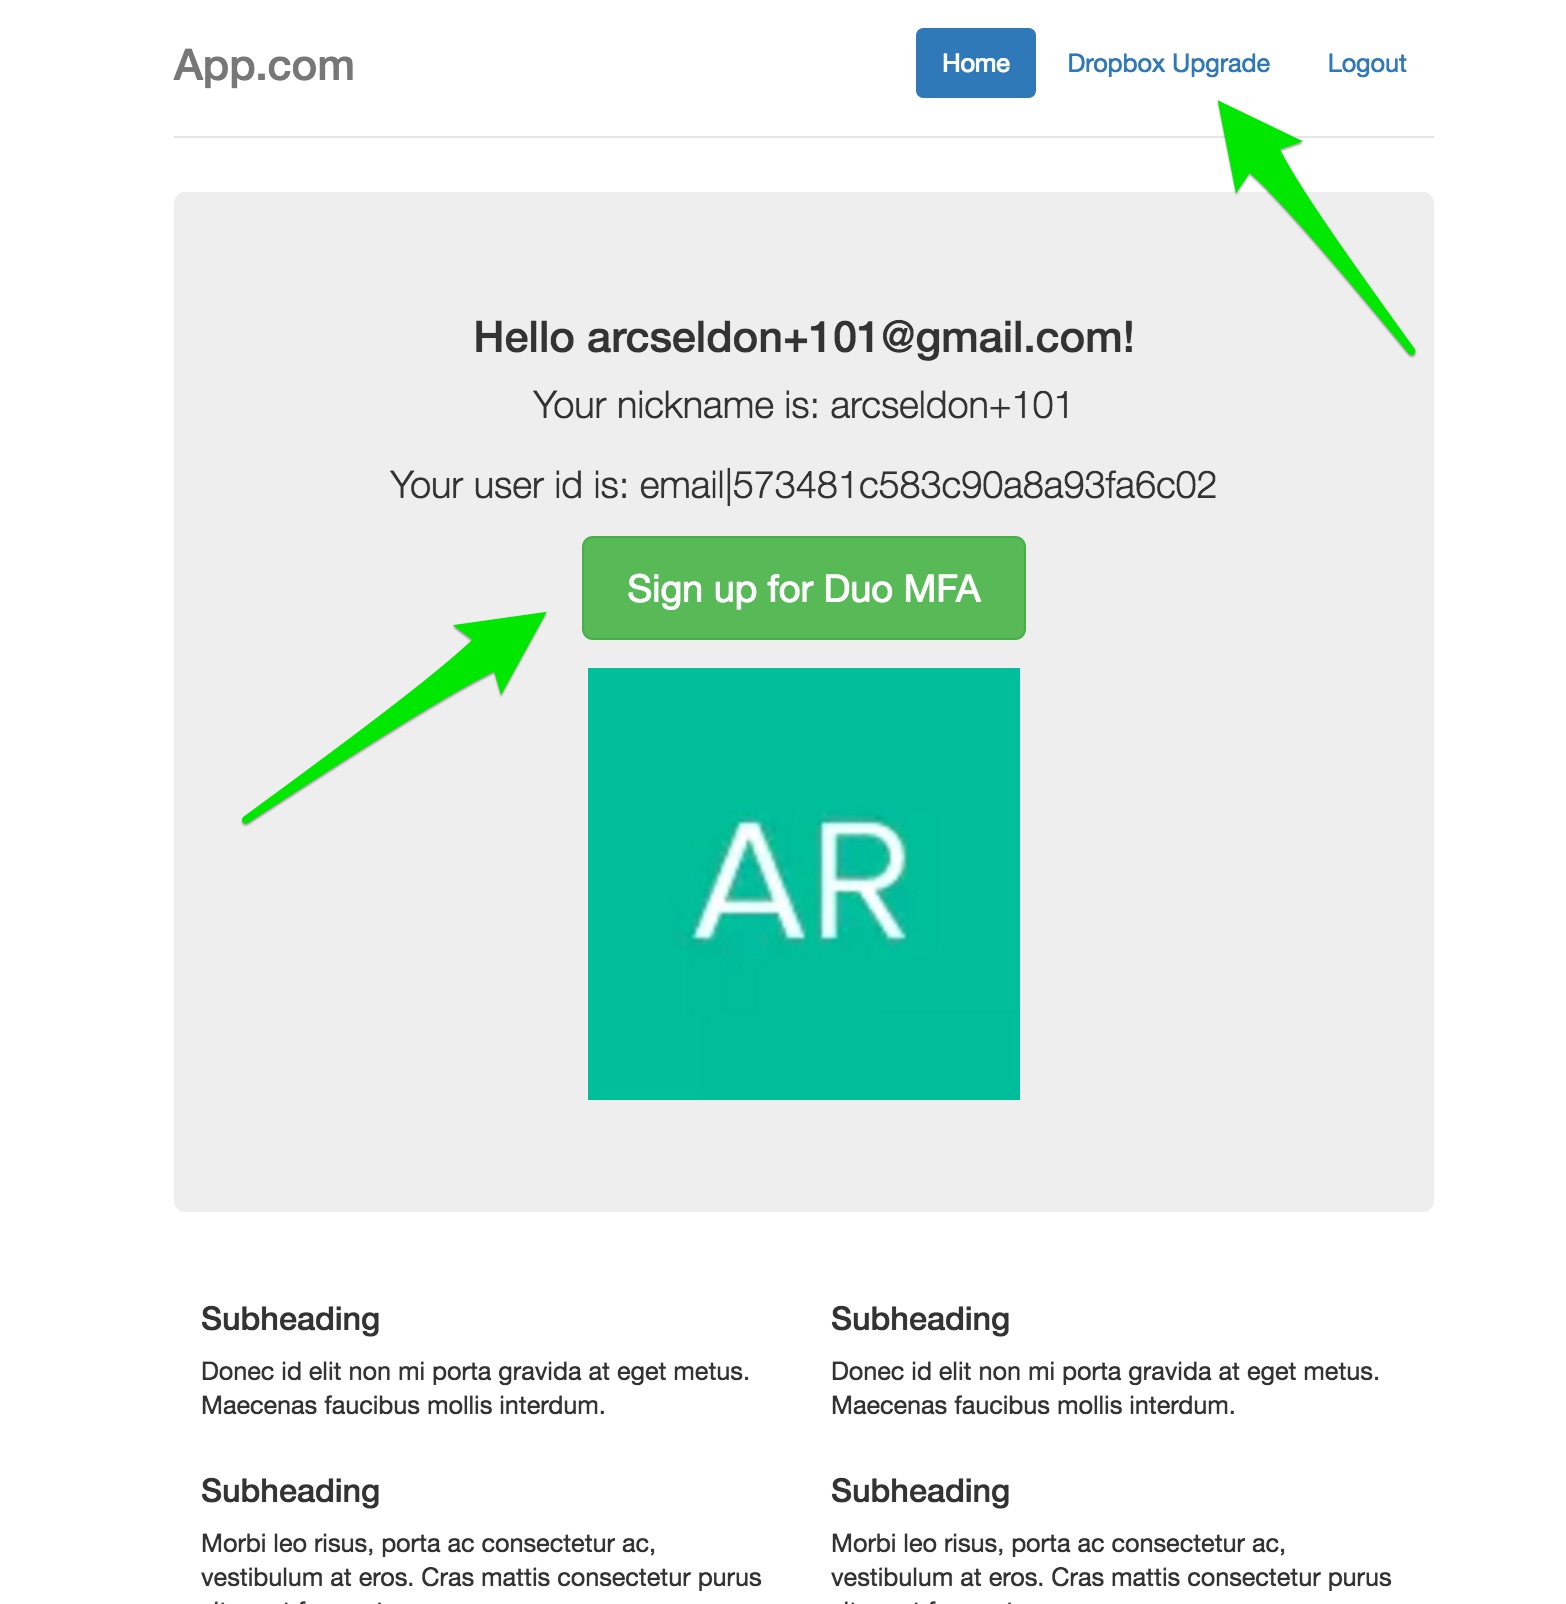 App.com
Home
Dropbox Upgrade
Logout
Hello arcseldon+101@gmail.com!
Your nickname is: arcseldon+101
Your user id is: email|573481c583c90a8a93fa6c02
Sign up for Duo MFA
AR
Subheading
Donec id elit non mi porta gravida at eget metus.
Maecenas faucibus mollis interdum.
Subheading
Morbi leo risus, porta ac consectetur ac,
vestibulum at eros. Cras mattis consectetur purus
Subheading
Donec id elit non mi porta gravida at eget metus.
Maecenas faucibus mollis interdum.
Subheading
Morbi leo risus, porta ac consectetur ac,
vestibulum at eros. Cras mattis consectetur purus